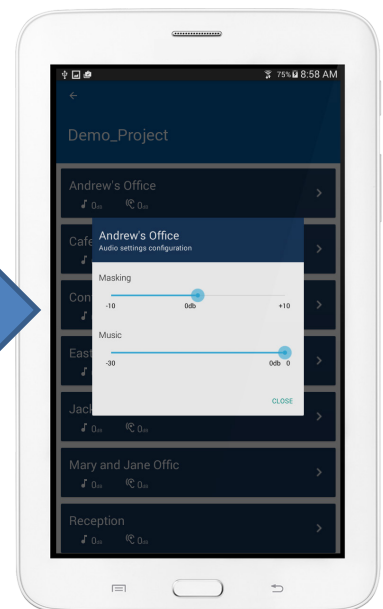 75% 8:58 AM
Demo_Project
Andrew's Office
0dB 0dB
Cafe
Andrew's Office
Audio settings configuration
Masking
-10 0db +10
Con
Music
East
-30 0db 0
CLOSE
Jack
0dB 0dB
Mary and Jane Offic
0dB 0dB
Reception
0dB 0dB